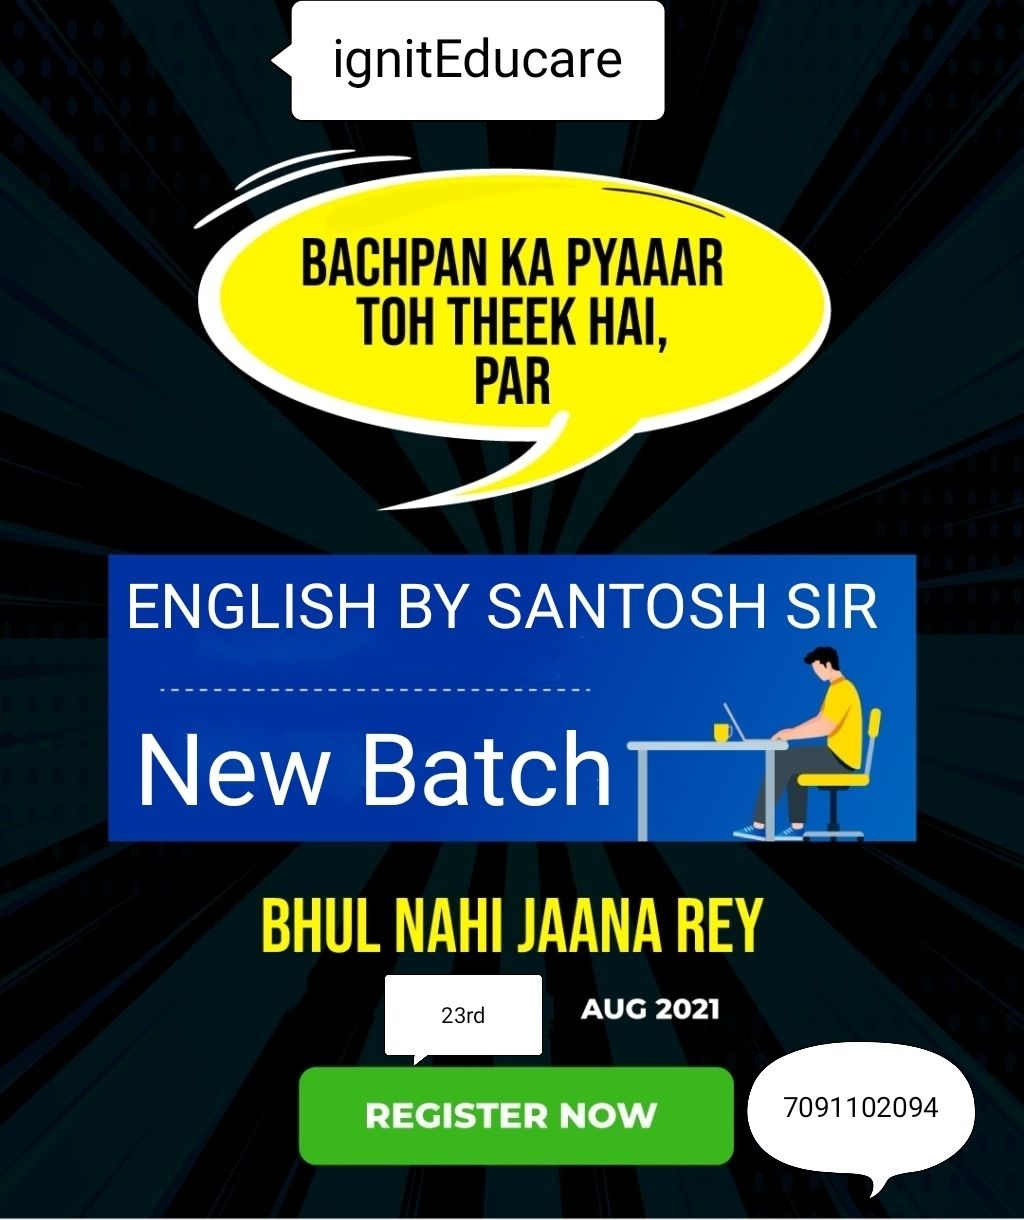 ignitEducare
BACHPAN KA PYAAAR
TOH THEEK HAI,
PAR
ENGLISH BY SANTOSH SIR
New Batch
BHUL NAHI JAANA REY
23rd AUG 2021
REGISTER NOW
7091102094